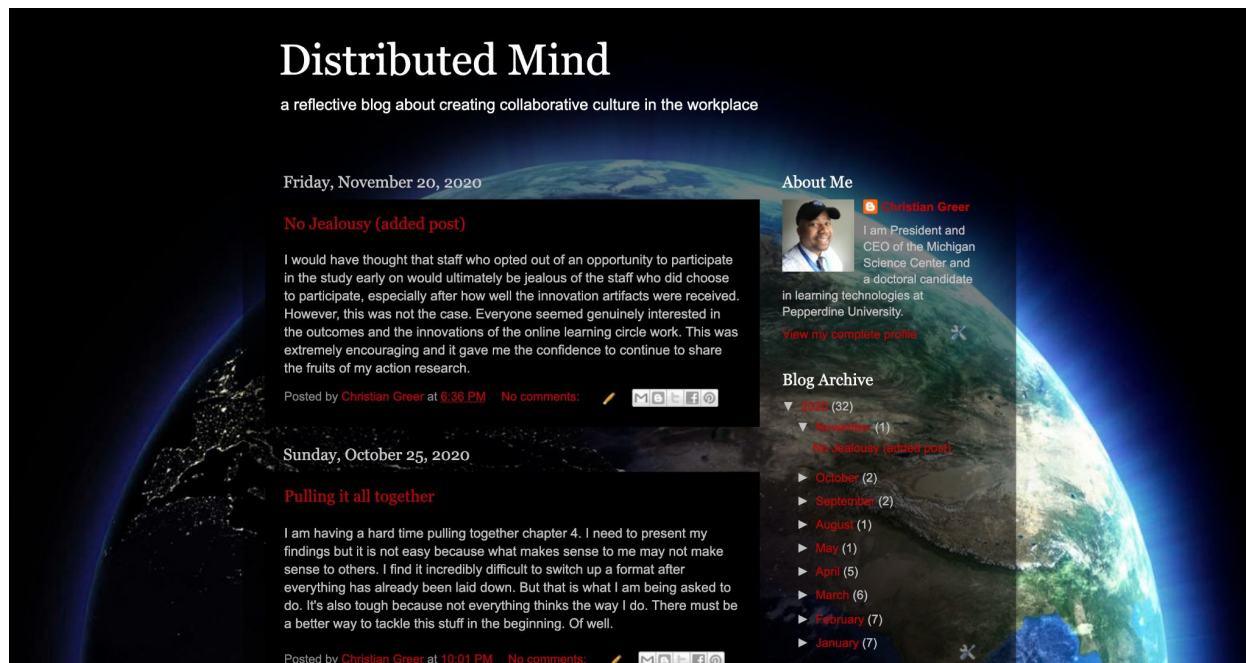 Distributed Mind
a reflective blog about creating collaborative culture in the workplace
Friday, November 20, 2020
No Jealousy (added post)
I would have thought that staff who opted out of an opportunity to participate
in the study early on would ultimately be jealous of the staff who did choose
to participate, especially after how well the innovation artifacts were received.
However, this was not the case. Everyone seemed genuinely interested in
the outcomes and the innovations of the online learning circle work. This was
extremely encouraging and it gave me the confidence to continue to share
the fruits of my action research.
Posted by Christian Greer at 6:36 PM No comments:
Sunday, October 25, 2020
Pulling it all together
I am having a hard time pulling together chapter 4. I need to present my
findings but it is not easy because what makes sense to me may not make
sense to others. I find it incredibly difficult to switch up a format after
everything has already been laid down. But that is what I am being asked to
do. It's also tough because not everything thinks the way I do. There must be
a better way to tackle this stuff in the beginning. Of well.
Posted by Christian Greer at 10:01 PM No comments:
About Me
Christian Greer
I am President and
CEO of the Michigan
Science Center and
a doctoral candidate
in learning technologies at
Pepperdine University.
View my complete profile
Blog Archive
▼ 2020 (32)
▼ November (1)
No Jealousy (added post)
► October (2)
► September (2)
► August (1)
► May (1)
► April (5)
► March (6)
► February (7)
► January (7)